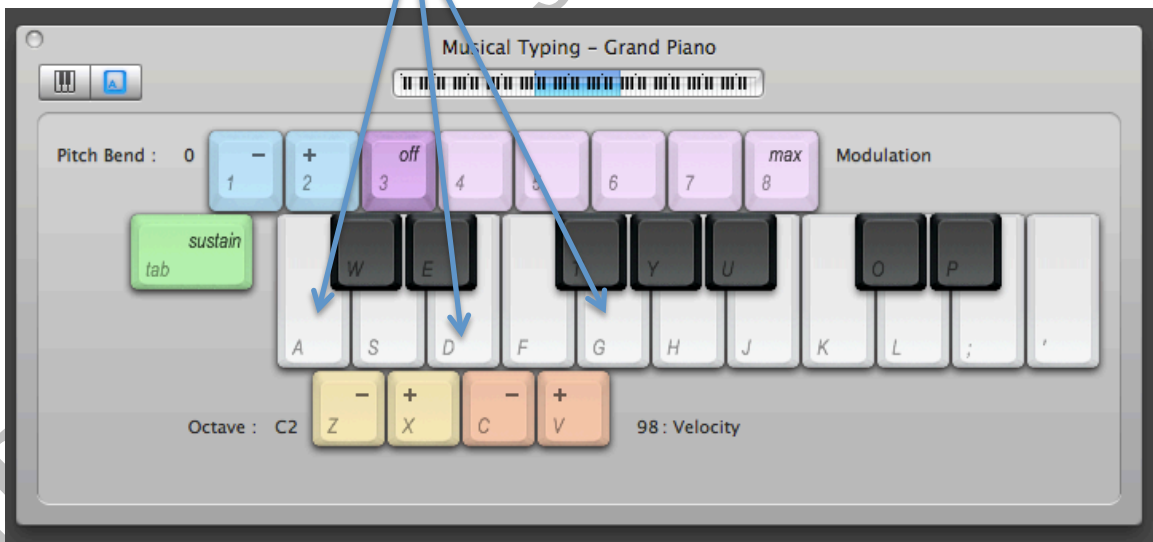 Musical Typing – Grand Piano
A
Pitch Bend : 0 – + off max Modulation
1 2 3 4 5 6 7 8
sustain
tab
W E T Y U O P
A S D F G H J K L ; '
– + – +
Octave : C2 Z X C V 98 : Velocity